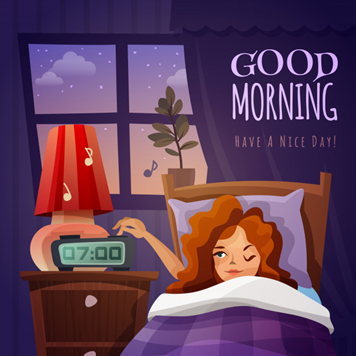 GOOD
MORNING
HAVE A NICE DAY!
07:00